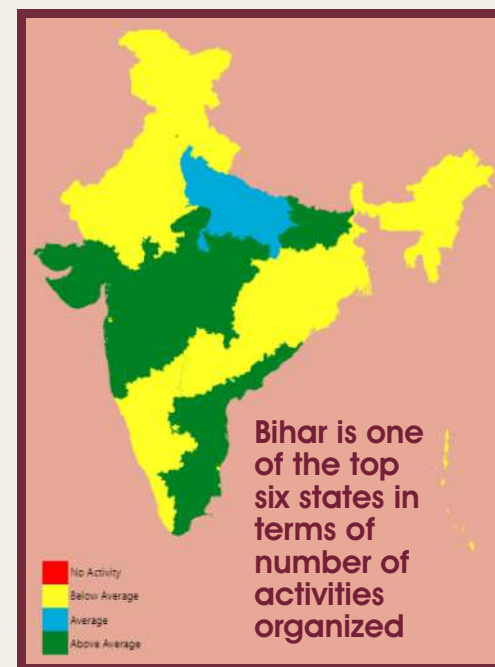 Bihar is one
of the top
six states in
terms of
number of
activities
organized
No Activity
Below Average
Average
Above Average